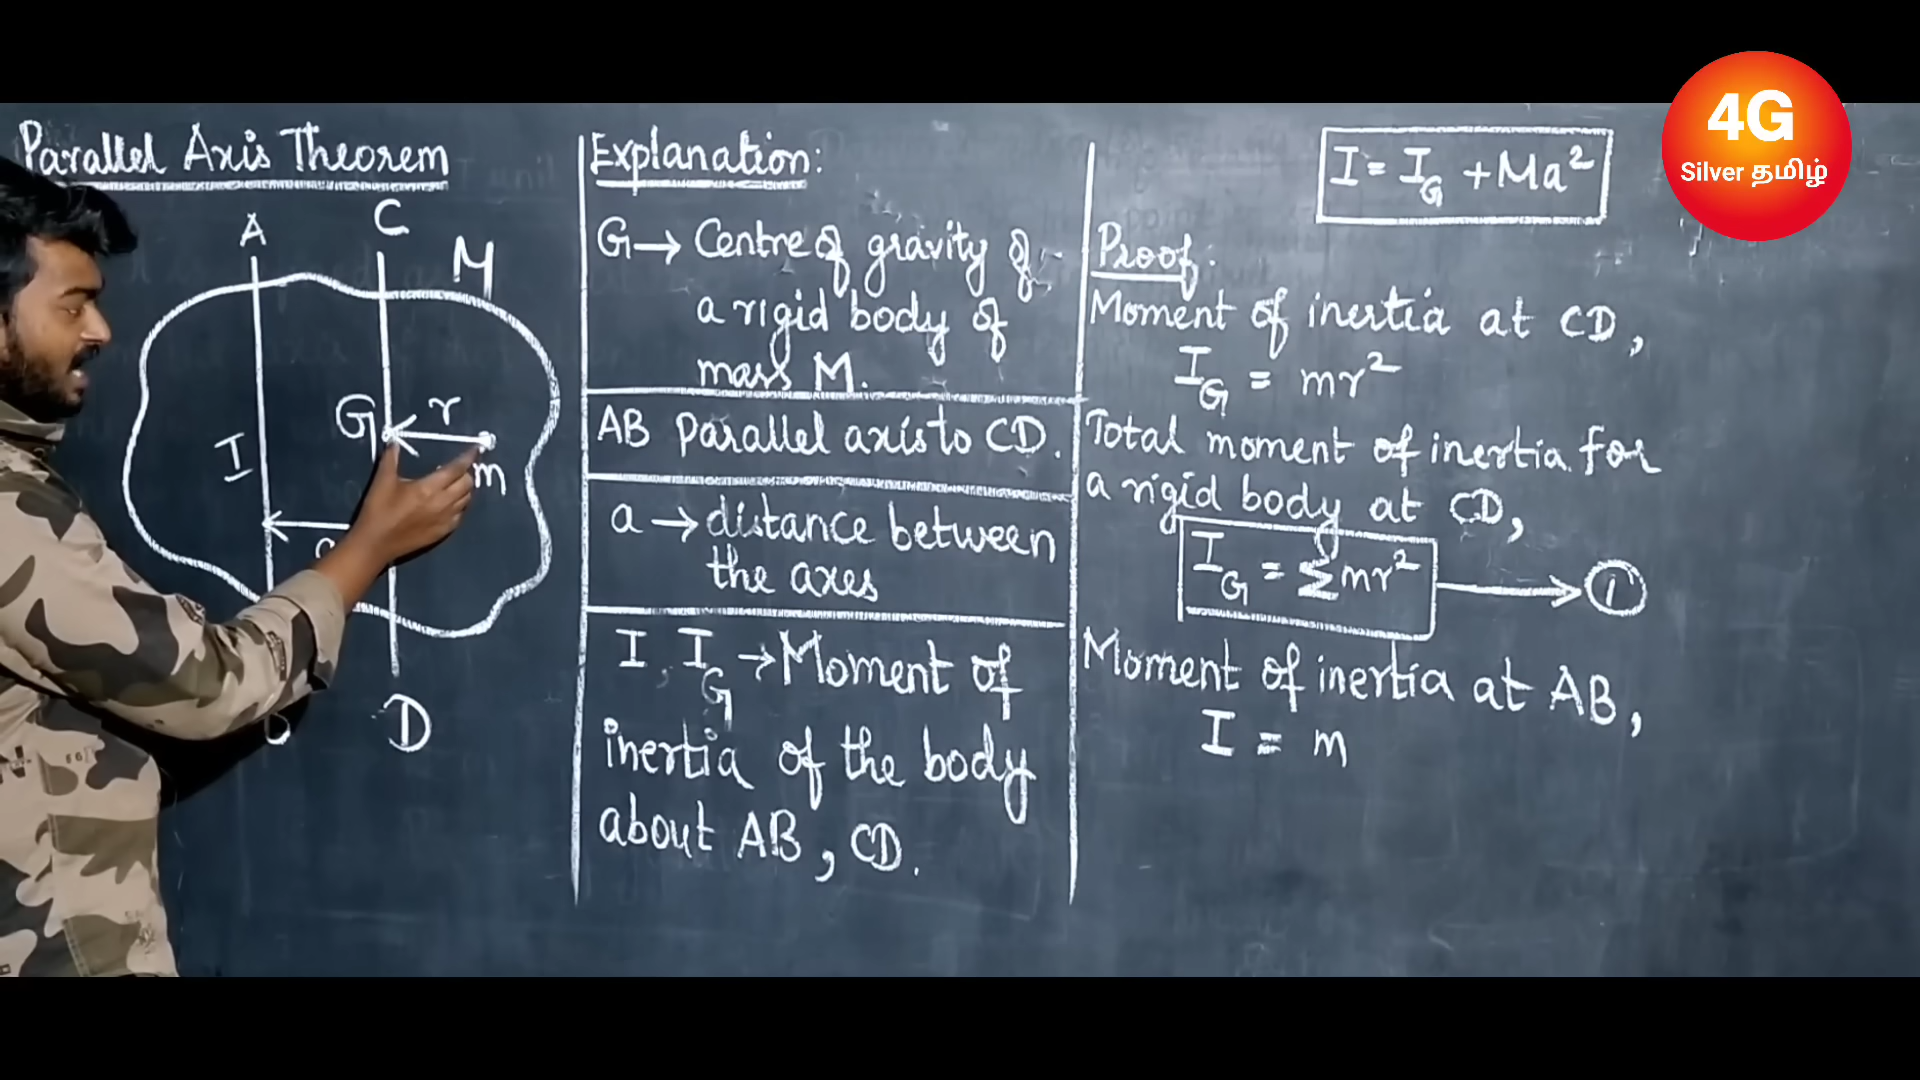 Parallel Axis Theorem
A
C
M
G
r
m
I
a
D
Explanation:
G → Centre of gravity of
a rigid body of
mass M.
AB parallel axis to CD.
a → distance between
the axes
I, I_G → Moment of
inertia of the body
about AB, CD.
I = I_G + Ma²
Proof:
Moment of inertia at CD,
I_G = mr²
Total moment of inertia for
a rigid body at CD,
I_G = Σmr² → ①
Moment of inertia at AB,
I = m
4G
Silver தமிழ்